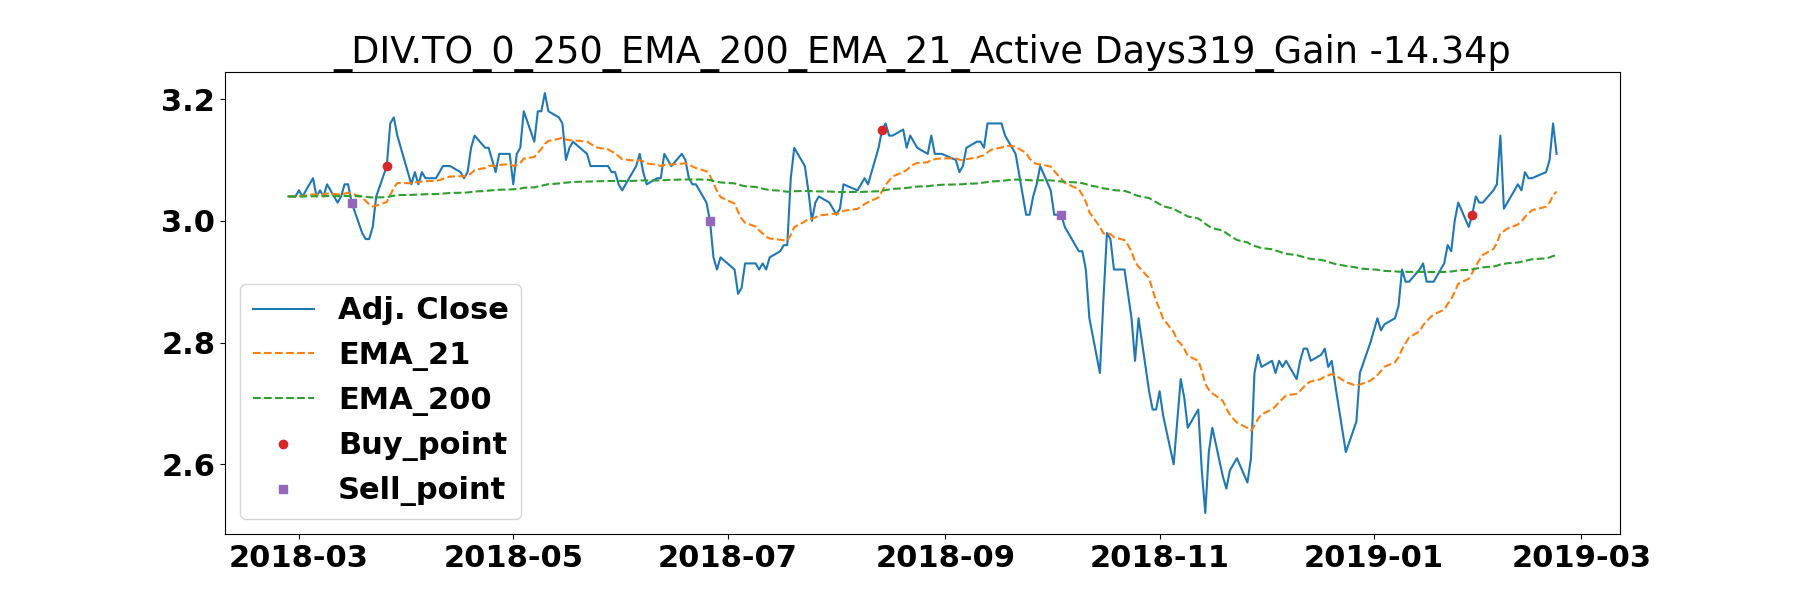 _DIV.TO_0_250_EMA_200_EMA_21_Active Days319_Gain -14.34p
3.2
3.0
2.8
2.6
Adj. Close
EMA_21
EMA_200
Buy_point
Sell_point
2018-03 2018-05 2018-07 2018-09 2018-11 2019-01 2019-03